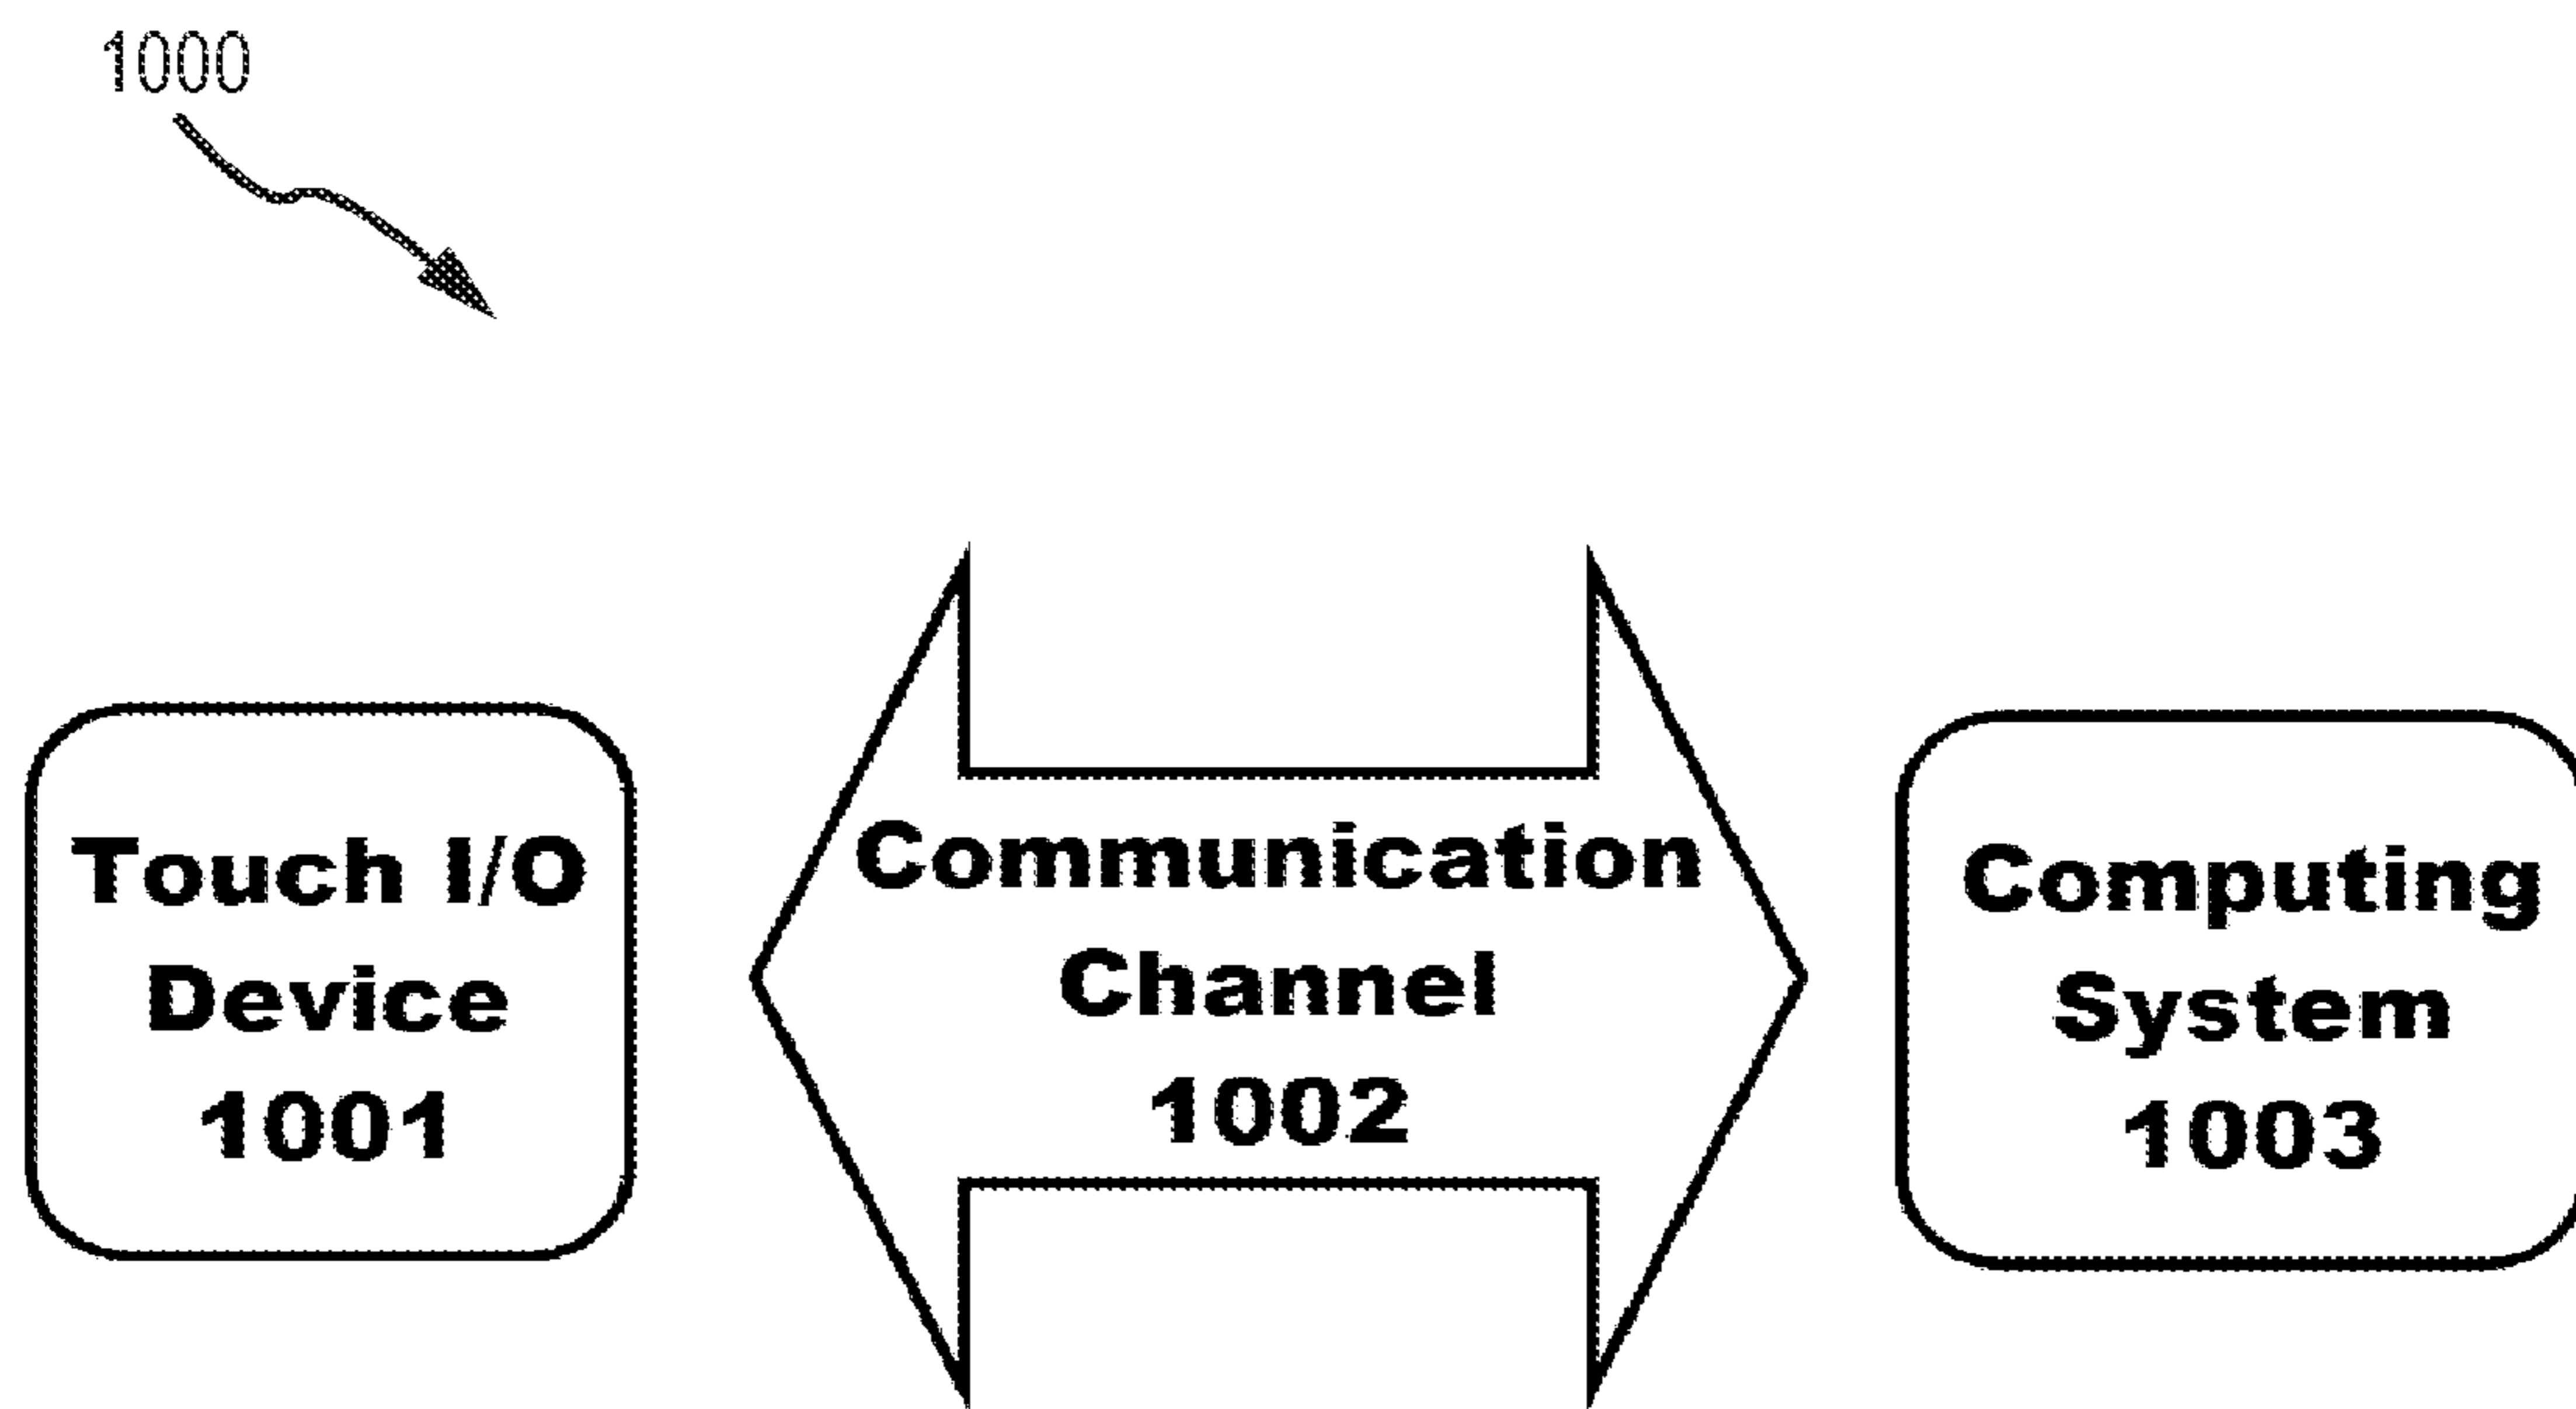 1000
Touch I/O
Device
1001
Communication
Channel
1002
Computing
System
1003